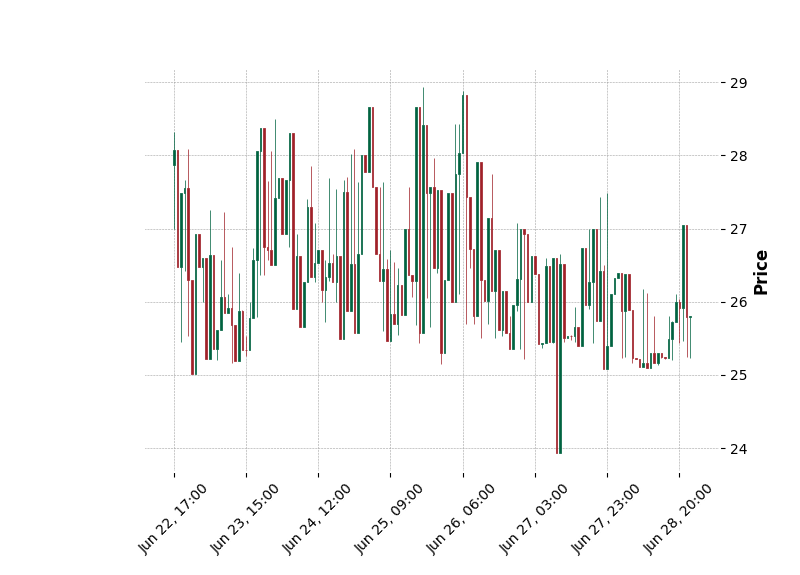 29
28
27
26
25
24
Price
Jun 22, 17:00
Jun 23, 15:00
Jun 24, 12:00
Jun 25, 09:00
Jun 26, 06:00
Jun 27, 03:00
Jun 27, 23:00
Jun 28, 20:00